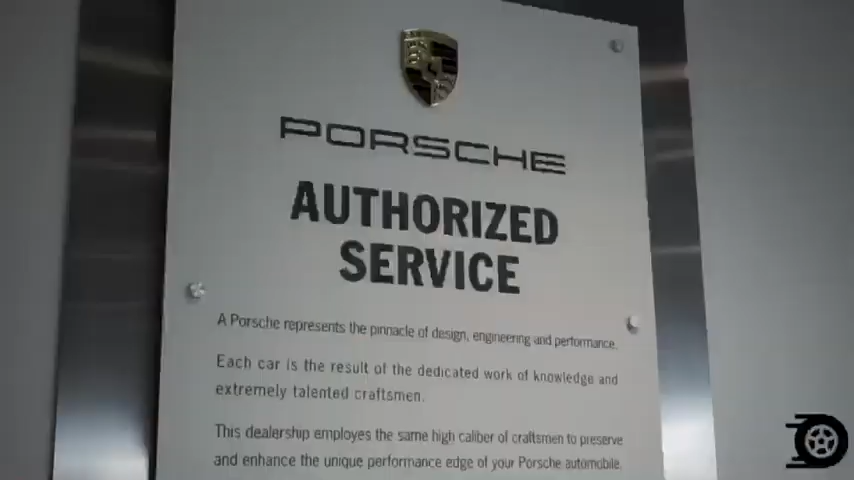 PORSCHE
AUTHORIZED
SERVICE
A Porsche represents the pinnacle of design, engineering and performance.
Each car is the result of the dedicated work of knowledge and
extremely talented craftsmen.
This dealership employes the same high caliber of craftsmen to preserve
and enhance the unique performance edge of your Porsche automobile.